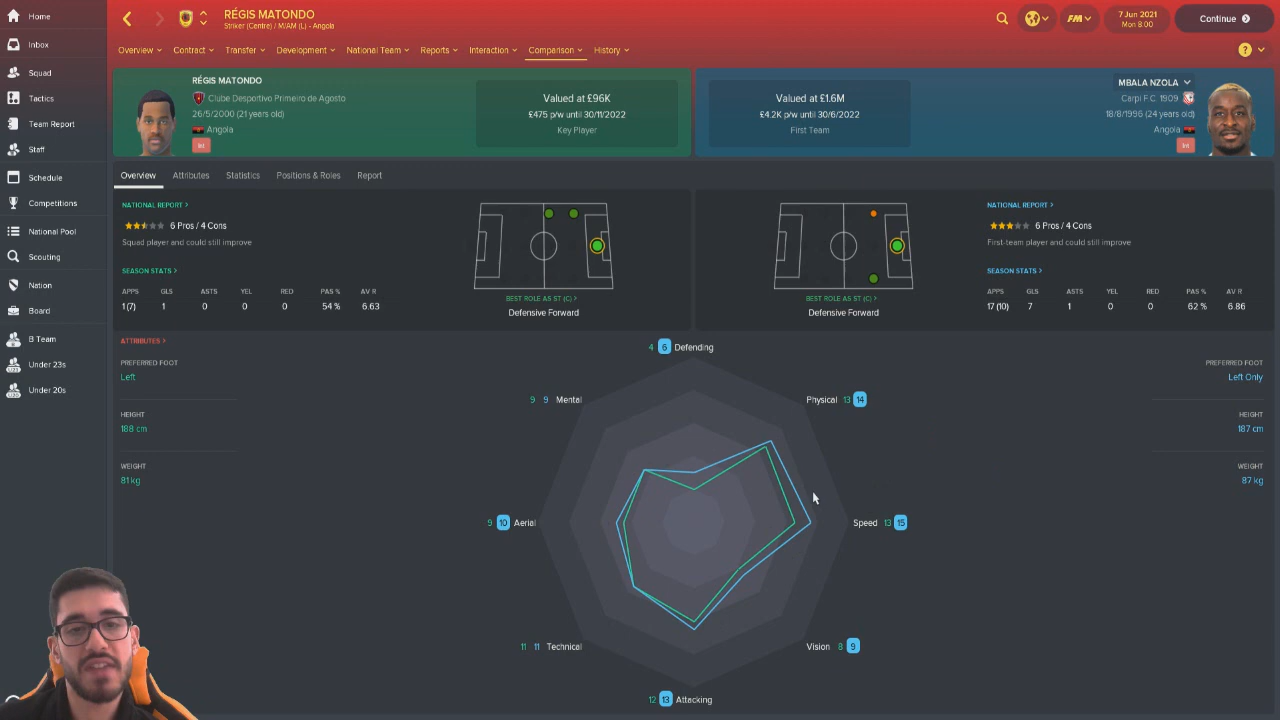 Home
Inbox
Squad
Tactics
Team Report
Staff
Schedule
Competitions
National Pool
Scouting
Nation
Board
B Team
Under 23s
Under 20s
RÉGIS MATONDO
Striker (Centre) / M/AM (L) - Angola
FM
7 Jun 2021
Mon 8:00
Continue
Overview
Contract
Transfer
Development
National Team
Reports
Interaction
Comparison
History
?
RÉGIS MATONDO
Clube Desportivo Primeiro de Agosto
26/5/2000 (21 years old)
Angola
Int
Valued at £96K
£475 p/w until 30/11/2022
Key Player
Valued at £1.6M
£4.2K p/w until 30/6/2022
First Team
MBALA NZOLA
Carpi F.C. 1909
18/8/1996 (24 years old)
Angola
Int
Overview
Attributes
Statistics
Positions & Roles
Report
NATIONAL REPORT >
6 Pros / 4 Cons
Squad player and could still improve
SEASON STATS >
APPS GLS ASTS YEL RED PAS % AV R
1(7) 1 0 0 0 54 % 6.63
BEST ROLE AS ST (C) >
Defensive Forward
BEST ROLE AS ST (C) >
Defensive Forward
NATIONAL REPORT >
6 Pros / 4 Cons
First-team player and could still improve
SEASON STATS >
APPS GLS ASTS YEL RED PAS % AV R
17 (10) 7 1 0 0 62 % 6.86
ATTRIBUTES >
PREFERRED FOOT
Left
HEIGHT
188 cm
WEIGHT
81 kg
4 6 Defending
9 9 Mental
Physical 13 14
9 10 Aerial
Speed 13 15
11 11 Technical
Vision 8 9
12 13 Attacking
PREFERRED FOOT
Left Only
HEIGHT
187 cm
WEIGHT
87 kg